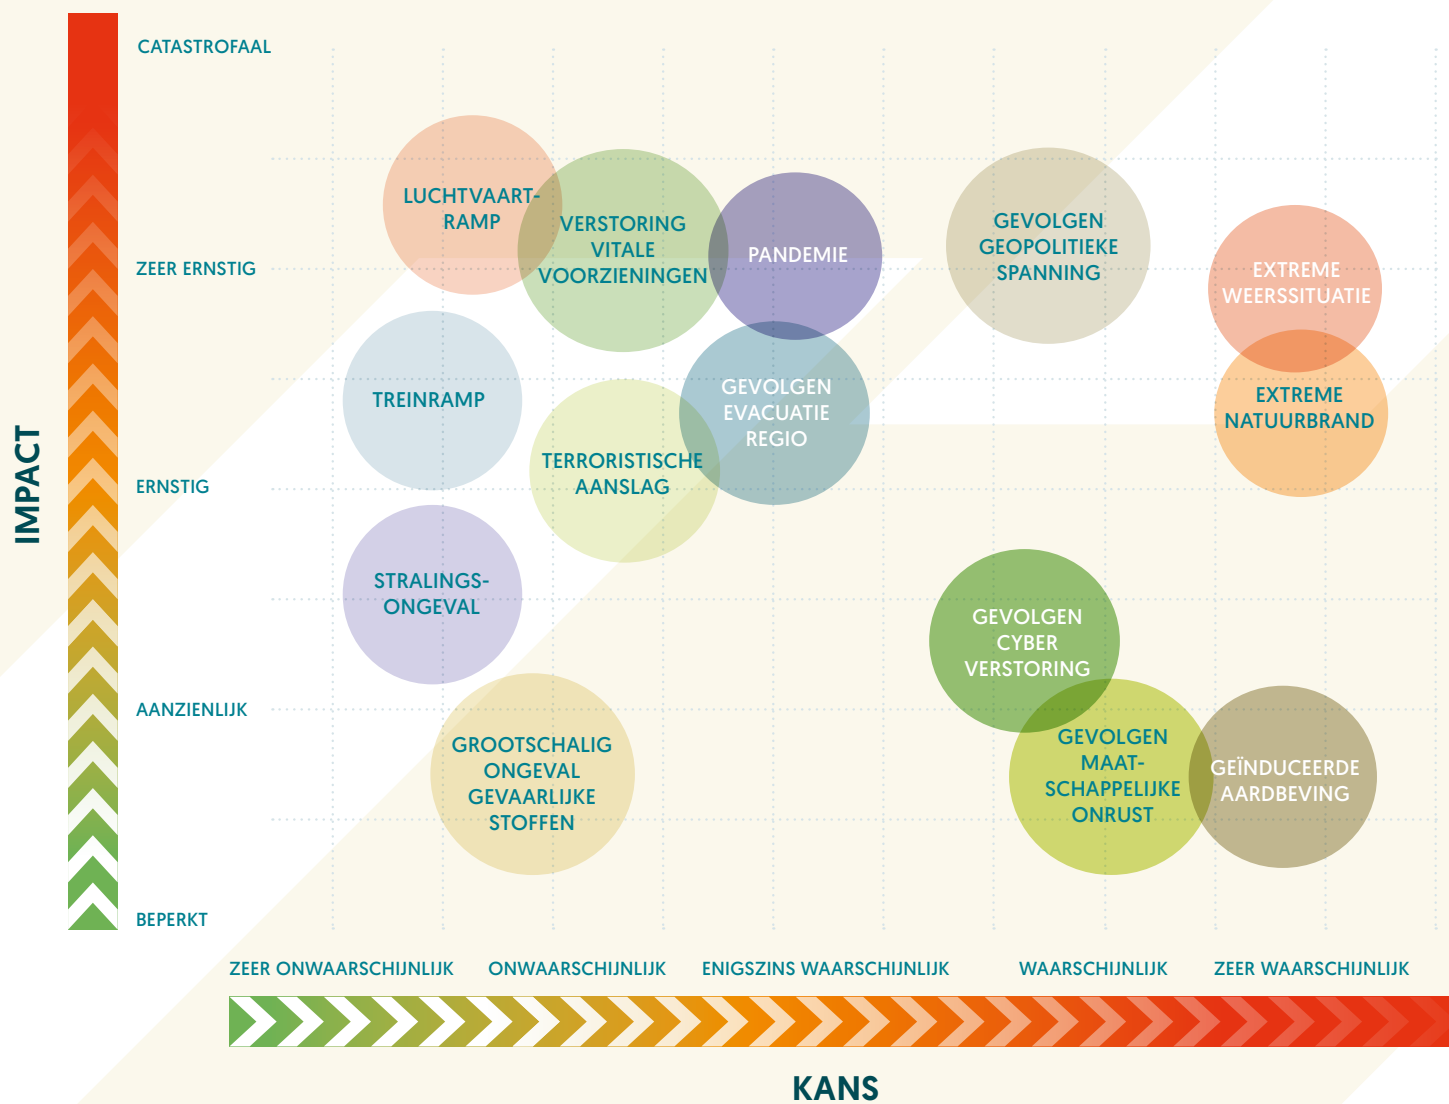 IMPACT
CATASTROFAAL
ZEER ERNSTIG
ERNSTIG
AANZIENLIJK
BEPERKT
LUCHTVAART-
RAMP
VERSTORING
VITALE
VOORZIENINGEN
PANDEMIE
GEVOLGEN
GEOPOLITIEKE
SPANNING
EXTREME
WEERSSITUATIE
TREINRAMP
GEVOLGEN
EVACUATIE
REGIO
EXTREME
NATUURBRAND
TERRORISTISCHE
AANSLAG
STRALINGS-
ONGEVAL
GEVOLGEN
CYBER
VERSTORING
GROOTSCHALIG
ONGEVAL
GEVAARLIJKE
STOFFEN
GEVOLGEN
MAAT-
SCHAPPELIJKE
ONRUST
GEÏNDUCEERDE
AARDBEVING
ZEER ONWAARSCHIJNLIJK
ONWAARSCHIJNLIJK
ENIGSZINS WAARSCHIJNLIJK
WAARSCHIJNLIJK
ZEER WAARSCHIJNLIJK
KANS